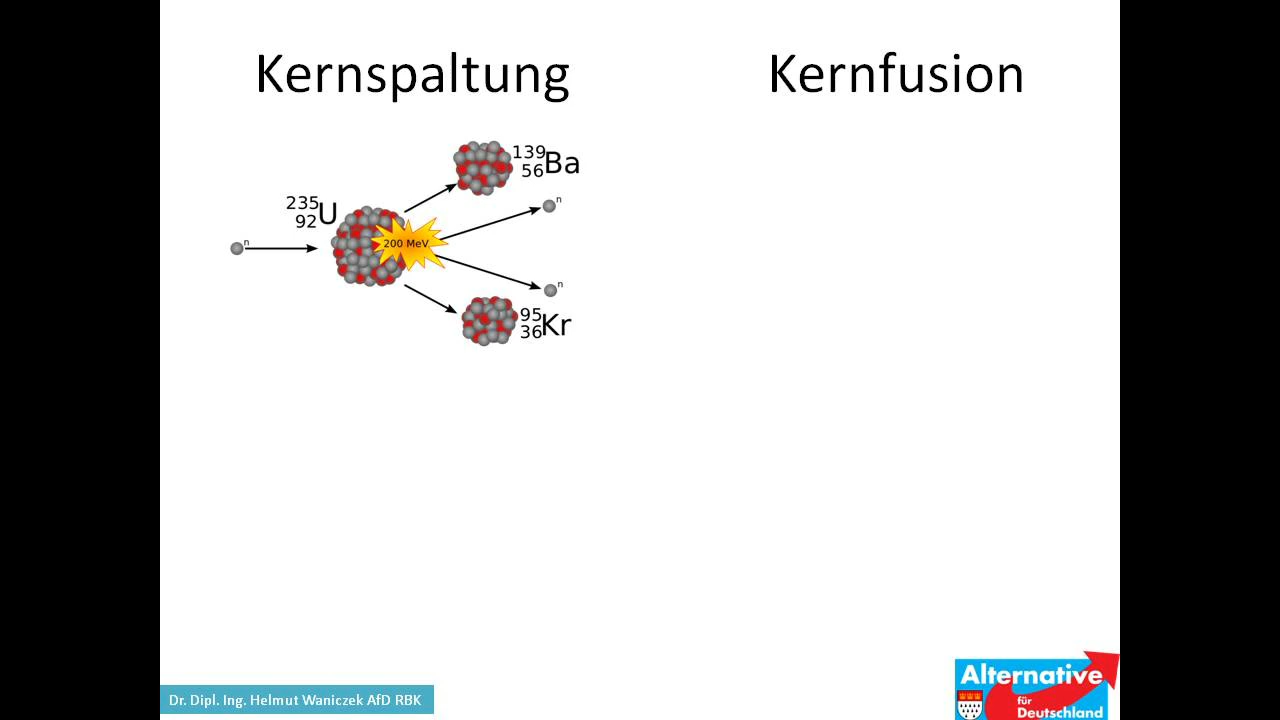 Kernspaltung
Kernfusion
139
56Ba
n
235
92U
n
200 MeV
n
95
36Kr
Dr. Dipl. Ing. Helmut Waniczek AfD RBK
Alternative
für
Deutschland